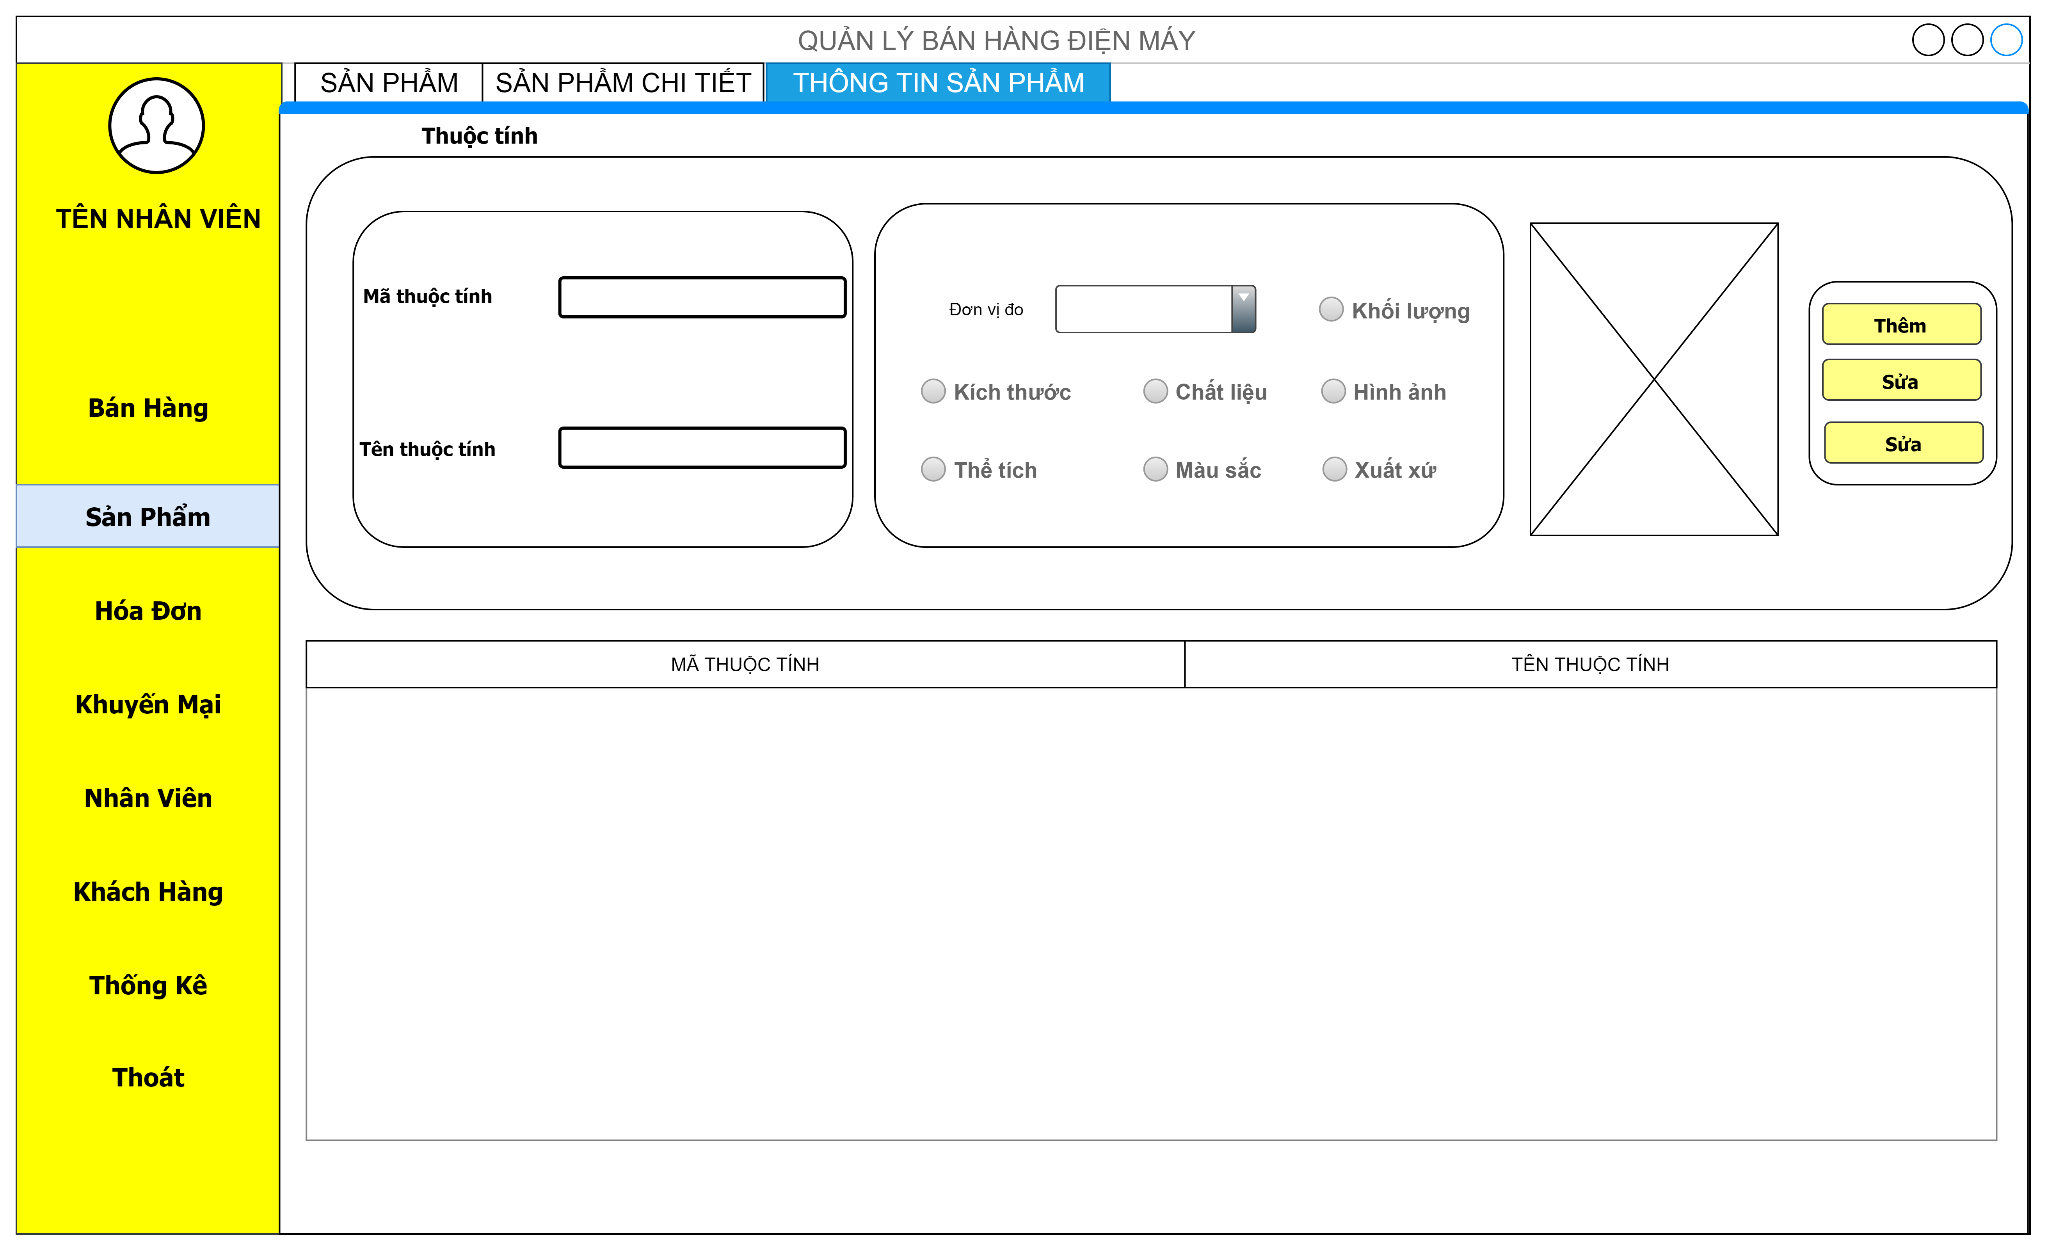 QUẢN LÝ BÁN HÀNG ĐIỆN MÁY
SẢN PHẨM
SẢN PHẨM CHI TIẾT
THÔNG TIN SẢN PHẨM
TÊN NHÂN VIÊN
Bán Hàng
Sản Phẩm
Hóa Đơn
Khuyến Mại
Nhân Viên
Khách Hàng
Thống Kê
Thoát
Thuộc tính
Mã thuộc tính
Tên thuộc tính
Đơn vị đo
Khối lượng
Kích thước
Chất liệu
Hình ảnh
Thể tích
Màu sắc
Xuất xứ
Thêm
Sửa
Sửa
MÃ THUỘC TÍNH
TÊN THUỘC TÍNH